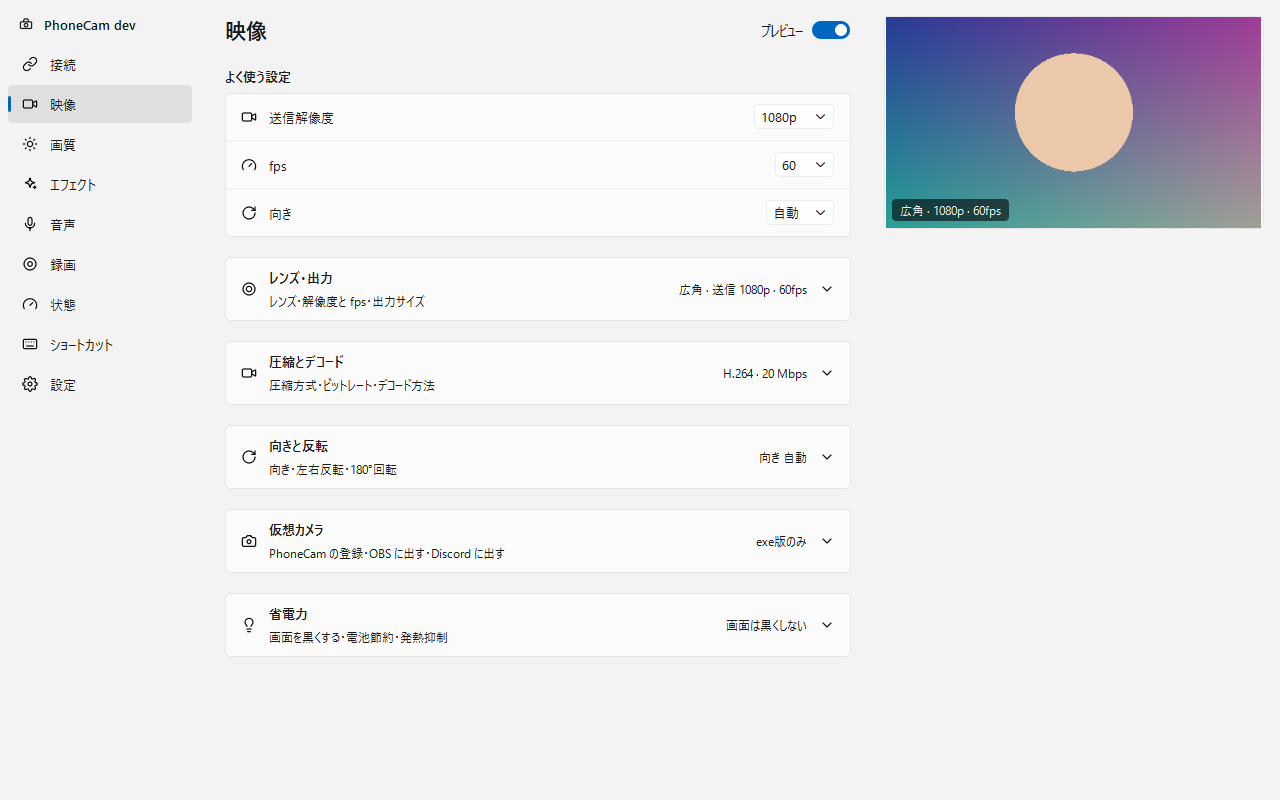 PhoneCam dev
接続
映像
画質
エフェクト
音声
録画
状態
ショートカット
設定
映像
プレビュー
よく使う設定
送信解像度
1080p
fps
60
向き
自動
レンズ・出力
レンズ・解像度と fps・出力サイズ
広角 · 送信 1080p · 60fps
圧縮とデコード
圧縮方式・ビットレート・デコード方法
H.264 · 20 Mbps
向きと反転
向き・左右反転・180°回転
向き 自動
仮想カメラ
PhoneCam の登録・OBS に出す・Discord に出す
exe版のみ
省電力
画面を黒くする・電池節約・発熱抑制
画面は黒くしない
広角 · 1080p · 60fps